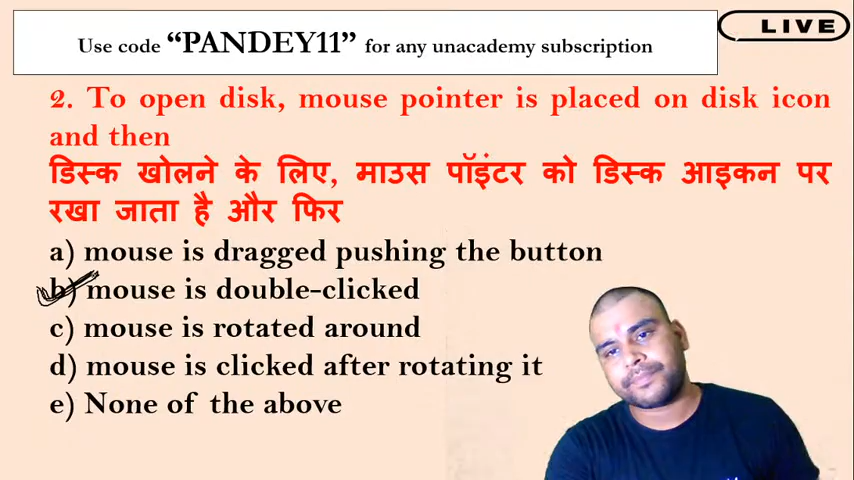 Use code “PANDEY11” for any unacademy subscription
LIVE
2. To open disk, mouse pointer is placed on disk icon
and then
डिस्क खोलने के लिए, माउस पॉइंटर को डिस्क आइकन पर
रखा जाता है और फिर
a) mouse is dragged pushing the button
b) mouse is double-clicked
c) mouse is rotated around
d) mouse is clicked after rotating it
e) None of the above